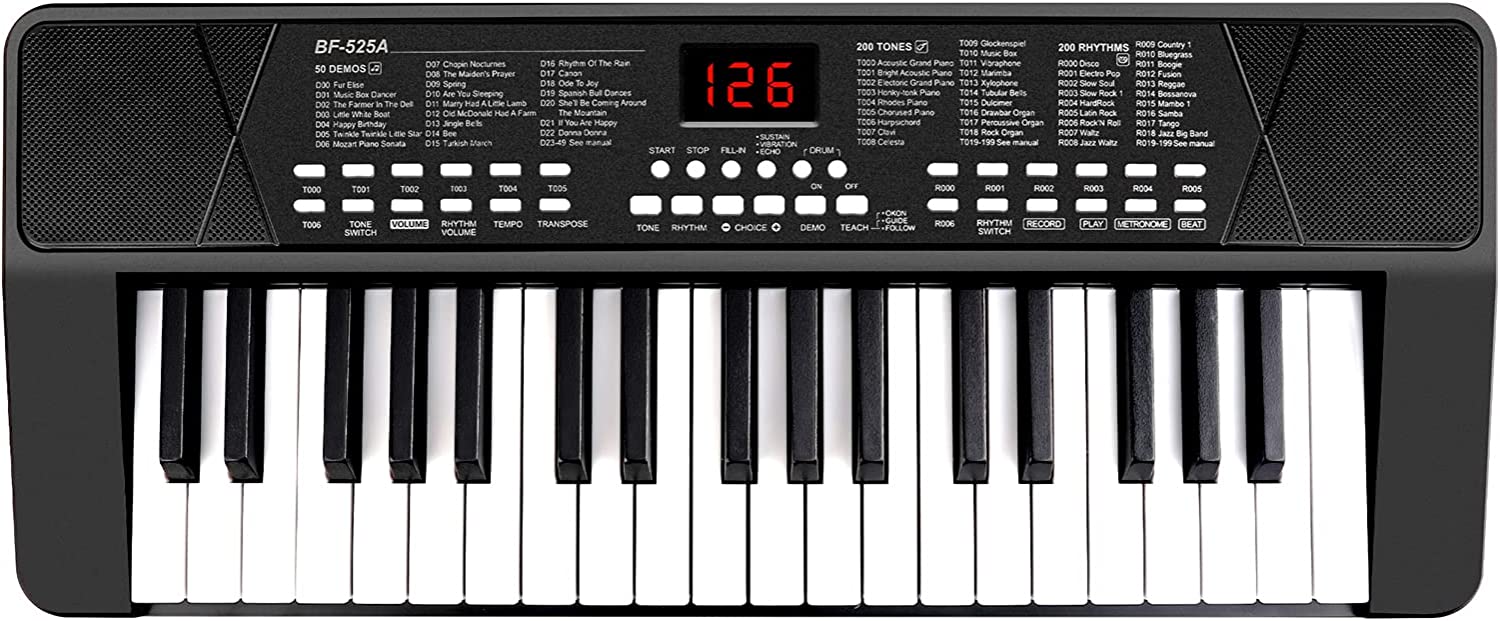 BF-525A
50 DEMOS
D00 Fur Elise
D01 Music Box Dancer
D02 The Farmer In The Dell
D03 Little White Boat
D04 Happy Birthday
D05 Twinkle Twinkle Little Star
D06 Mozart Piano Sonata
D07 Chopin Nocturnes
D08 The Maiden's Prayer
D09 Spring
D10 Are You Sleeping
D11 Marry Had A Little Lamb
D12 Old McDonald Had A Farm
D13 Jingle Bells
D14 Bee
D15 Turkish March
D16 Rhythm Of The Rain
D17 Canon
D18 Ode To Joy
D19 Spanish Bull Dances
D20 She'll Be Coming Around
The Mountain
D21 If You Are Happy
D22 Donna Donna
D23-49 See manual
126
200 TONES
T000 Acoustic Grand Piano
T001 Bright Acoustic Piano
T002 Electric Grand Piano
T003 Honky-tonk Piano
T004 Rhodes Piano
T005 Chorused Piano
T006 Harpsichord
T007 Clavi
T008 Celesta
T009 Glockenspiel
T010 Music Box
T011 Vibraphone
T012 Marimba
T013 Xylophone
T014 Tubular Bells
T015 Dulcimer
T016 Drawbar Organ
T017 Percussive Organ
T018 Rock Organ
T019-199 See manual
200 RHYTHMS
R000 Disco
R001 Electro Pop
R002 Slow Soul
R003 Slow Rock 1
R004 HardRock
R005 Latin Rock
R006 Rock'N Roll
R007 Waltz
R008 Jazz Waltz
R009 Country 1
R010 Bluegrass
R011 Boogie
R012 Fusion
R013 Reggae
R014 Bossanova
R015 Mambo 1
R016 Samba
R017 Tango
R018 Jazz Big Band
R019-199 See manual
• SUSTAIN
• VIBRATION
• ECHO
START STOP FILL-IN DRUM
ON OFF
T000 T001 T002 T003 T004 T005
R000 R001 R002 R003 R004 R005
T006 TONE SWITCH VOLUME RHYTHM VOLUME TEMPO TRANSPOSE
TONE RHYTHM - CHOICE + DEMO TEACH
• OKON
• GUIDE
• FOLLOW
R006 RHYTHM SWITCH RECORD PLAY METRONOME BEAT